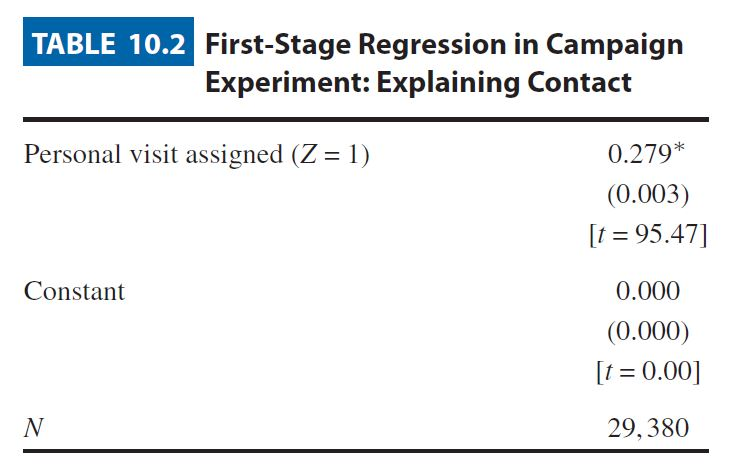 TABLE 10.2 First-Stage Regression in Campaign
Experiment: Explaining Contact
Personal visit assigned (Z = 1) 0.279*
(0.003)
[t = 95.47]
Constant 0.000
(0.000)
[t = 0.00]
N 29,380